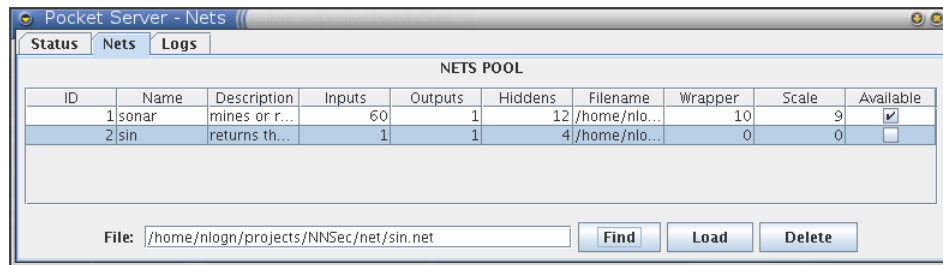 Pocket Server - Nets
Status Nets Logs
NETS POOL
ID Name Description Inputs Outputs Hiddens Filename Wrapper Scale Available
1 sonar mines or r... 60 1 12 /home/nlo... 10 9
2 sin returns th... 1 1 4 /home/nlo... 0 0
File: /home/nlogn/projects/NNSec/net/sin.net Find Load Delete